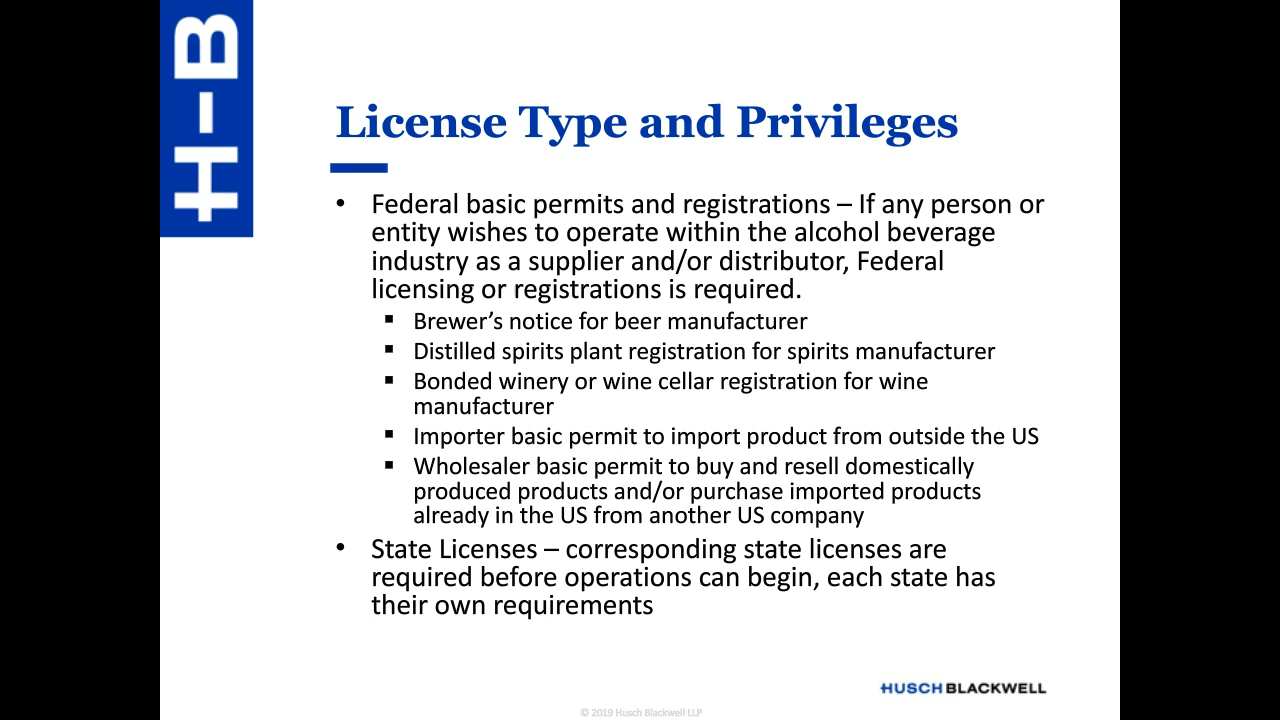 H-B
License Type and Privileges
• Federal basic permits and registrations – If any person or
entity wishes to operate within the alcohol beverage
industry as a supplier and/or distributor, Federal
licensing or registrations is required.
▪ Brewer’s notice for beer manufacturer
▪ Distilled spirits plant registration for spirits manufacturer
▪ Bonded winery or wine cellar registration for wine
manufacturer
▪ Importer basic permit to import product from outside the US
▪ Wholesaler basic permit to buy and resell domestically
produced products and/or purchase imported products
already in the US from another US company
• State Licenses – corresponding state licenses are
required before operations can begin, each state has
their own requirements
HUSCH BLACKWELL
© 2019 Husch Blackwell LLP